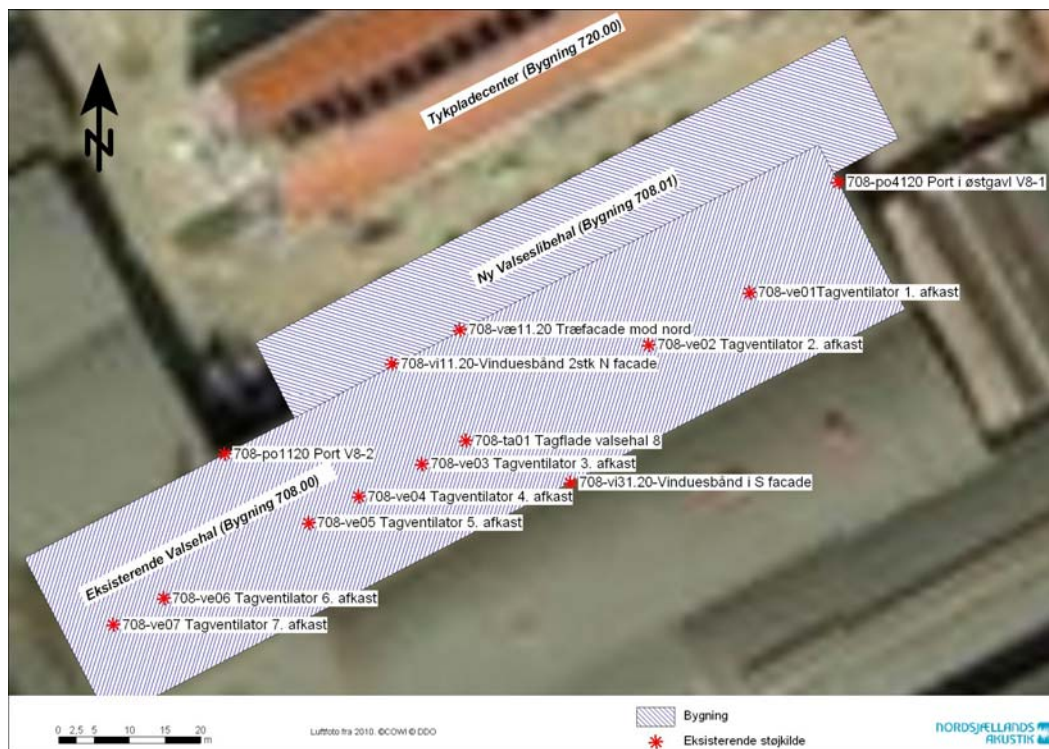 Tykpladecenter (Bygning 720.00)
N
708-po4120 Port i østgavl V8-1
Ny Valseslibehal (Bygning 708.01)
708-ve01Tagventilator 1. afkast
708-væ11.20 Træfacade mod nord
708-ve02 Tagventilator 2. afkast
708-vi11.20-Vinduesbånd 2stk N facade
708-ta01 Tagflade valsehal 8
708-po1120 Port V8-2
708-ve03 Tagventilator 3. afkast
708-vi31.20-Vinduesbånd i S facade
708-ve04 Tagventilator 4. afkast
Eksisterende Valsehal (Bygning 708.00)
708-ve05 Tagventilator 5. afkast
708-ve06 Tagventilator 6. afkast
708-ve07 Tagventilator 7. afkast
0 2,5 5 10 15 20
m
Luftfoto fra 2010. ©COWI © DDO
Bygning
Eksisterende støjkilde
NORDSJÆLLANDS
AKUSTIK